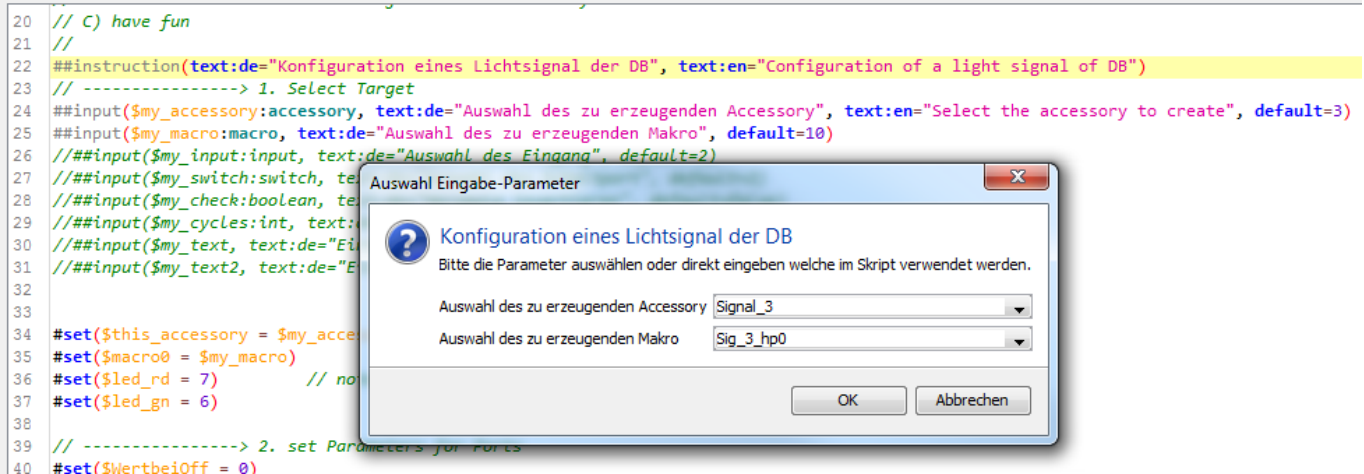 20 // C) have fun
21 //
22 ##instruction(text:de="Konfiguration eines Lichtsignal der DB", text:en="Configuration of a light signal of DB")
23 // ----------------> 1. Select Target
24 ##input($my_accessory:accessory, text:de="Auswahl des zu erzeugenden Accessory", text:en="Select the accessory to create", default=3)
25 ##input($my_macro:macro, text:de="Auswahl des zu erzeugenden Makro", default=10)
26 //##input($my_input:input, text:de="Auswahl des Eingang", default=2)
27 //##input($my_switch:switch, te
28 //##input($my_check:boolean, te
29 //##input($my_cycles:int, text:
30 //##input($my_text, text:de="Ei
31 //##input($my_text2, text:de="E
32
33
34 #set($this_accessory = $my_acce
35 #set($macro0 = $my_macro)
36 #set($led_rd = 7) // no
37 #set($led_gn = 6)
38
39 // ----------------> 2. set Parameters for Ports
40 #set($WertbeiOff = 0)
Auswahl Eingabe-Parameter
Konfiguration eines Lichtsignal der DB
Bitte die Parameter auswählen oder direkt eingeben welche im Skript verwendet werden.
Auswahl des zu erzeugenden Accessory Signal_3
Auswahl des zu erzeugenden Makro Sig_3_hp0
OK Abbrechen